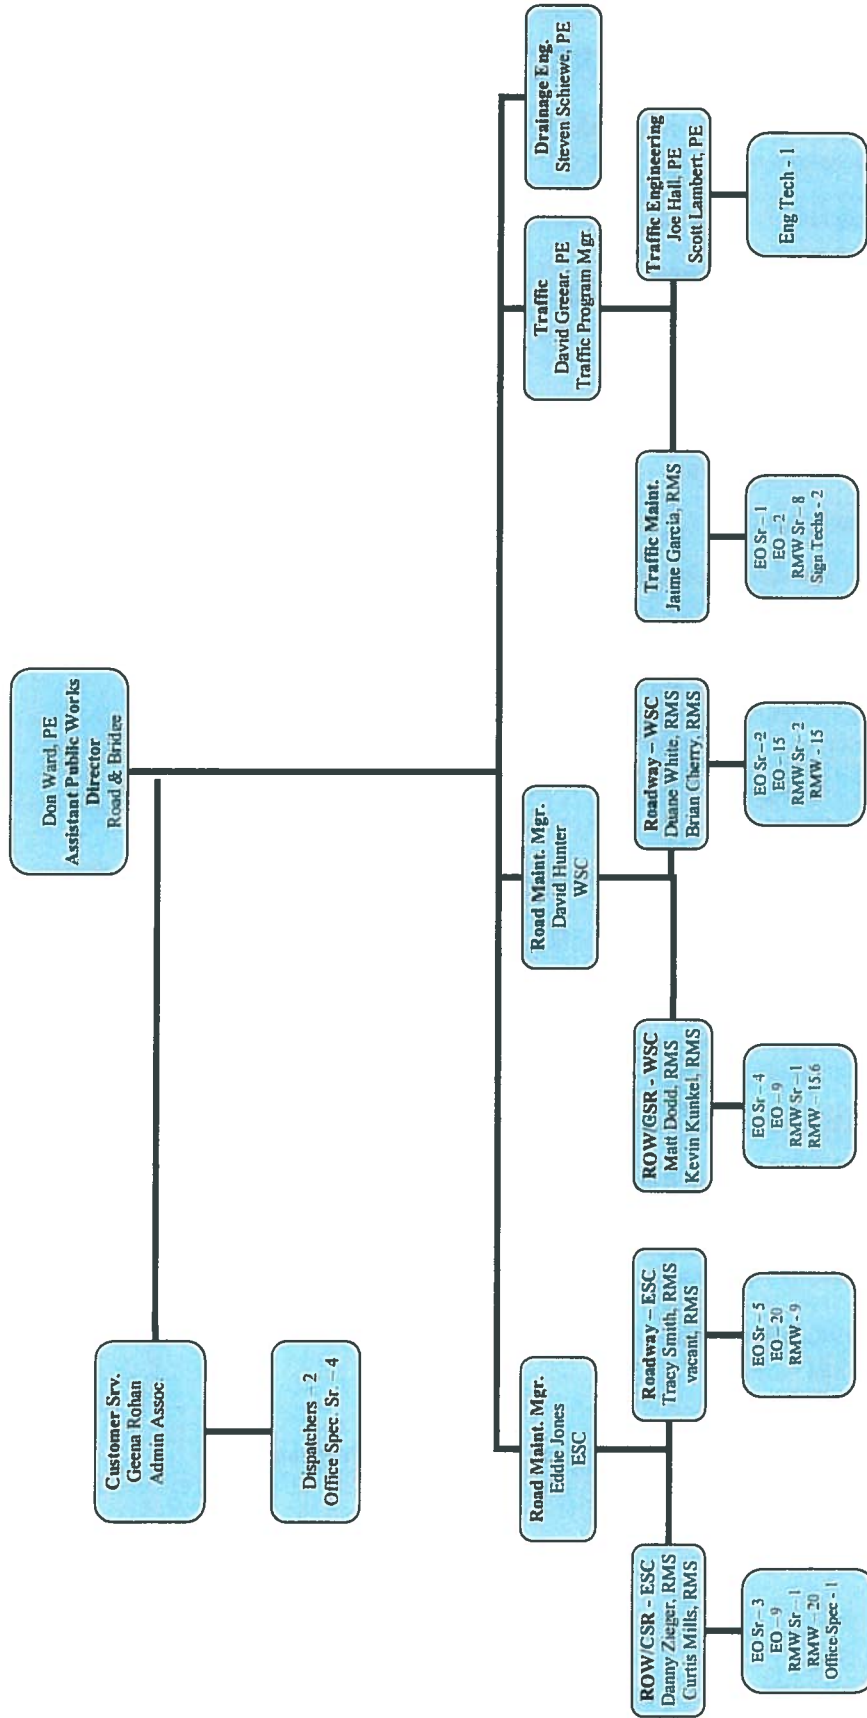 Don Ward, PE
Assistant Public Works
Director
Road & Bridge
Customer Srv.
Geena Rohan
Admin Assoc.
Dispatchers – 2
Office Spec. Sr. – 4
Road Maint. Mgr.
Eddie Jones
ESC
Road Maint. Mgr.
David Hunter
WSC
Traffic
David Greear, PE
Traffic Program Mgr.
Drainage Eng.
Steven Schiewe, PE
ROW/CSR - ESC
Danny Zieger, RMS
Curtis Mills, RMS
Roadway – ESC
Tracy Smith, RMS
vacant, RMS
ROW/GSR - WSC
Matt Dodd, RMS
Kevin Kunkel, RMS
Roadway – WSC
Duane White, RMS
Brian Cherry, RMS
Traffic Maint.
Jaime Garcia, RMS
Traffic Engineering
Joe Hall, PE
Scott Lambert, PE
EO Sr – 3
EO – 9
RMW Sr – 1
RMW – 20
Office Spec - 1
EO Sr – 5
EO – 20
RMW - 9
EO Sr – 4
EO – 9
RMW Sr – 1
RMW – 15.6
EO Sr – 2
EO – 15
RMW Sr – 2
RMW - 15
EO Sr – 1
EO – 2
RMW Sr – 8
Sign Techs - 2
Eng Tech - 1